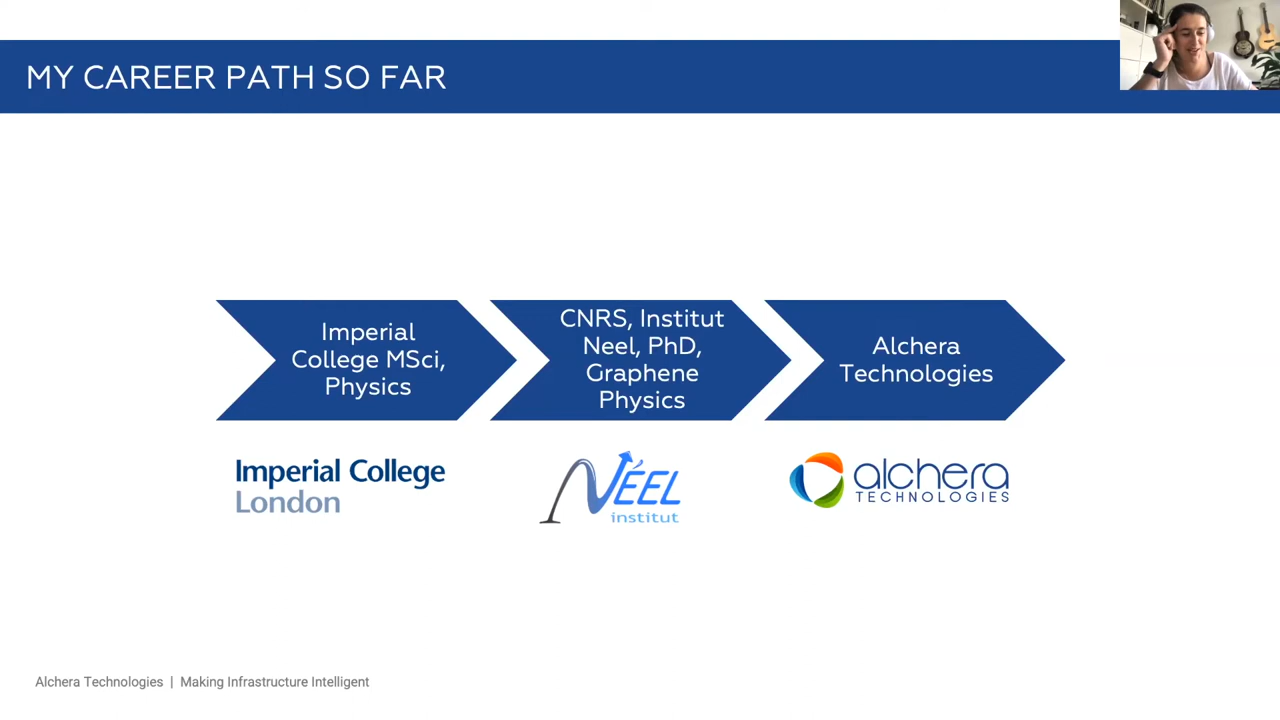 MY CAREER PATH SO FAR
Imperial
College MSci,
Physics
CNRS, Institut
Neel, PhD,
Graphene
Physics
Alchera
Technologies
Imperial College
London
NÉEL
institut
alchera
TECHNOLOGIES
Alchera Technologies | Making Infrastructure Intelligent